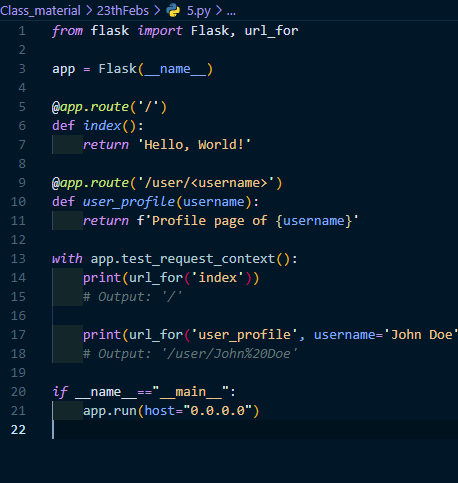 Class_material > 23thFebs > 5.py > ...
1 from flask import Flask, url_for
2
3 app = Flask(__name__)
4
5 @app.route('/')
6 def index():
7 return 'Hello, World!'
8
9 @app.route('/user/<username>')
10 def user_profile(username):
11 return f'Profile page of {username}'
12
13 with app.test_request_context():
14 print(url_for('index'))
15 # Output: '/'
16
17 print(url_for('user_profile', username='John Doe'
18 # Output: '/user/John%20Doe'
19
20 if __name__=="__main__":
21 app.run(host="0.0.0.0")
22